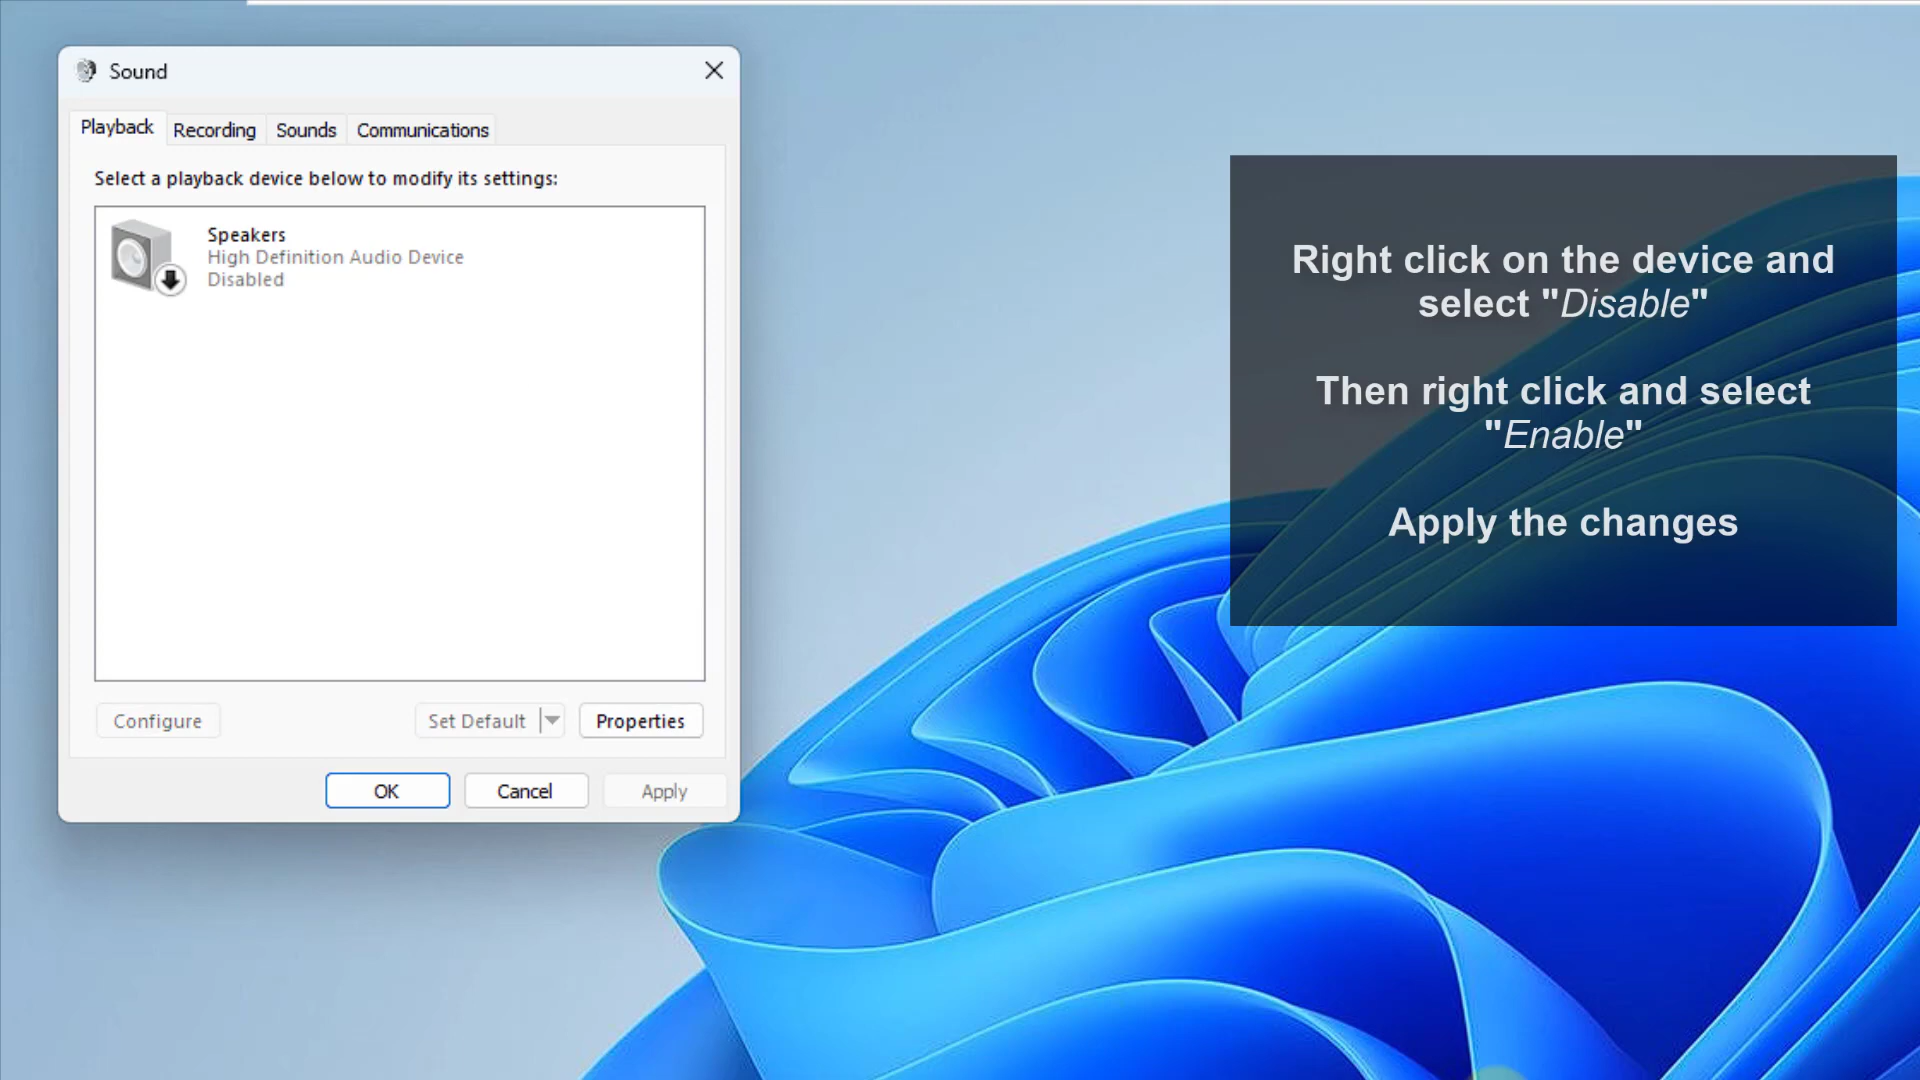 Sound
Playback
Recording
Sounds
Communications
Select a playback device below to modify its settings:
Speakers
High Definition Audio Device
Disabled
Configure
Set Default
Properties
OK
Cancel
Apply
Right click on the device and
select "Disable"
Then right click and select
"Enable"
Apply the changes